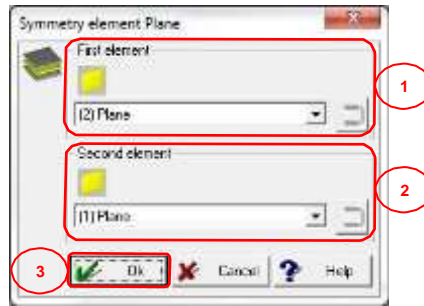 Symmetry element Plane
First element
1
(2) Plane
Second element
2
(1) Plane
3 Ok Cancel ? Help